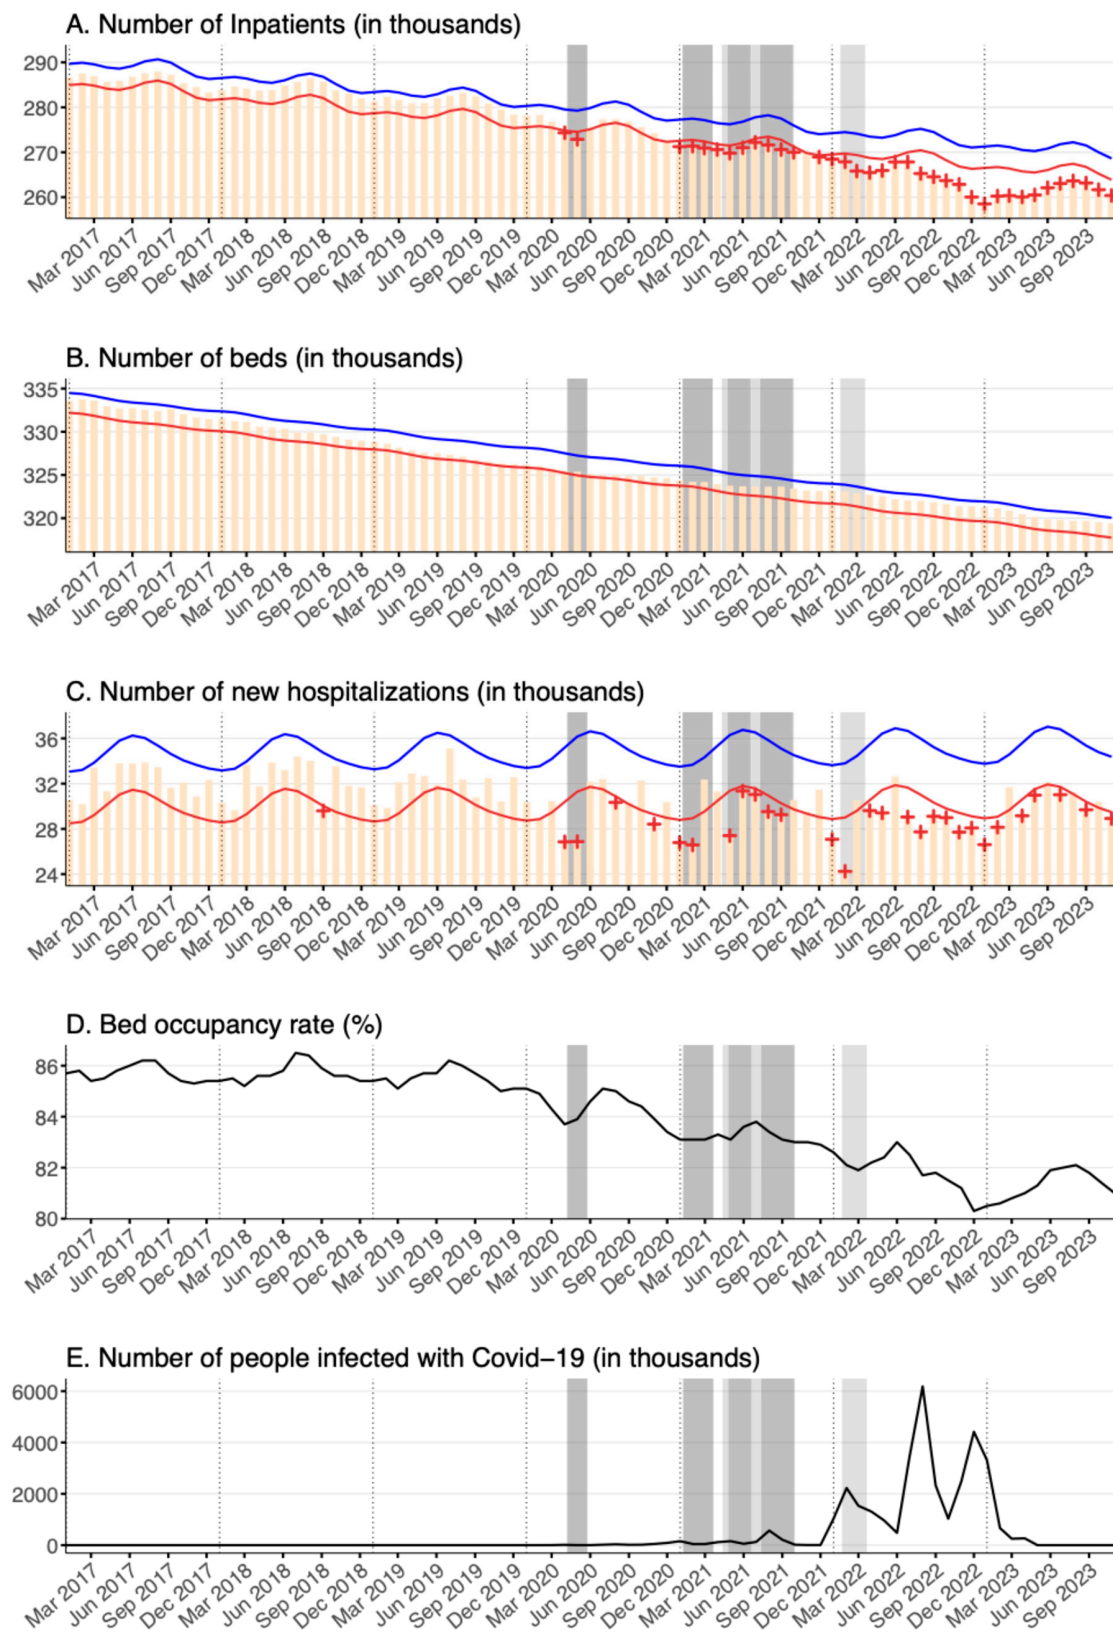 A. Number of Inpatients (in thousands)
290
280
270
260
Mar 2017 Jun 2017 Sep 2017 Dec 2017 Mar 2018 Jun 2018 Sep 2018 Dec 2018 Mar 2019 Jun 2019 Sep 2019 Dec 2019 Mar 2020 Jun 2020 Sep 2020 Dec 2020 Mar 2021 Jun 2021 Sep 2021 Dec 2021 Mar 2022 Jun 2022 Sep 2022 Dec 2022 Mar 2023 Jun 2023 Sep 2023
B. Number of beds (in thousands)
335
330
325
320
Mar 2017 Jun 2017 Sep 2017 Dec 2017 Mar 2018 Jun 2018 Sep 2018 Dec 2018 Mar 2019 Jun 2019 Sep 2019 Dec 2019 Mar 2020 Jun 2020 Sep 2020 Dec 2020 Mar 2021 Jun 2021 Sep 2021 Dec 2021 Mar 2022 Jun 2022 Sep 2022 Dec 2022 Mar 2023 Jun 2023 Sep 2023
C. Number of new hospitalizations (in thousands)
36
32
28
24
Mar 2017 Jun 2017 Sep 2017 Dec 2017 Mar 2018 Jun 2018 Sep 2018 Dec 2018 Mar 2019 Jun 2019 Sep 2019 Dec 2019 Mar 2020 Jun 2020 Sep 2020 Dec 2020 Mar 2021 Jun 2021 Sep 2021 Dec 2021 Mar 2022 Jun 2022 Sep 2022 Dec 2022 Mar 2023 Jun 2023 Sep 2023
D. Bed occupancy rate (%)
86
84
82
80
Mar 2017 Jun 2017 Sep 2017 Dec 2017 Mar 2018 Jun 2018 Sep 2018 Dec 2018 Mar 2019 Jun 2019 Sep 2019 Dec 2019 Mar 2020 Jun 2020 Sep 2020 Dec 2020 Mar 2021 Jun 2021 Sep 2021 Dec 2021 Mar 2022 Jun 2022 Sep 2022 Dec 2022 Mar 2023 Jun 2023 Sep 2023
E. Number of people infected with Covid−19 (in thousands)
6000
4000
2000
0
Mar 2017 Jun 2017 Sep 2017 Dec 2017 Mar 2018 Jun 2018 Sep 2018 Dec 2018 Mar 2019 Jun 2019 Sep 2019 Dec 2019 Mar 2020 Jun 2020 Sep 2020 Dec 2020 Mar 2021 Jun 2021 Sep 2021 Dec 2021 Mar 2022 Jun 2022 Sep 2022 Dec 2022 Mar 2023 Jun 2023 Sep 2023